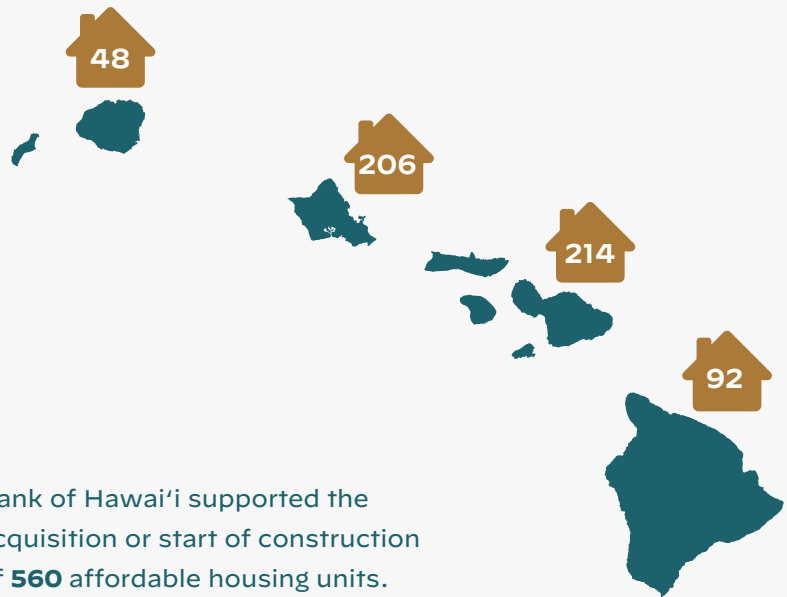 48
206
214
92
ank of Hawaiʻi supported the
cquisition or start of construction
f 560 affordable housing units.